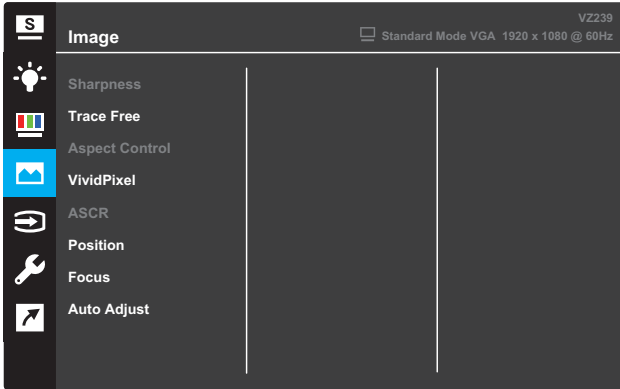 S
VZ239
Image
Standard Mode VGA 1920 x 1080 @ 60Hz
Sharpness
Trace Free
Aspect Control
VividPixel
ASCR
Position
Focus
Auto Adjust